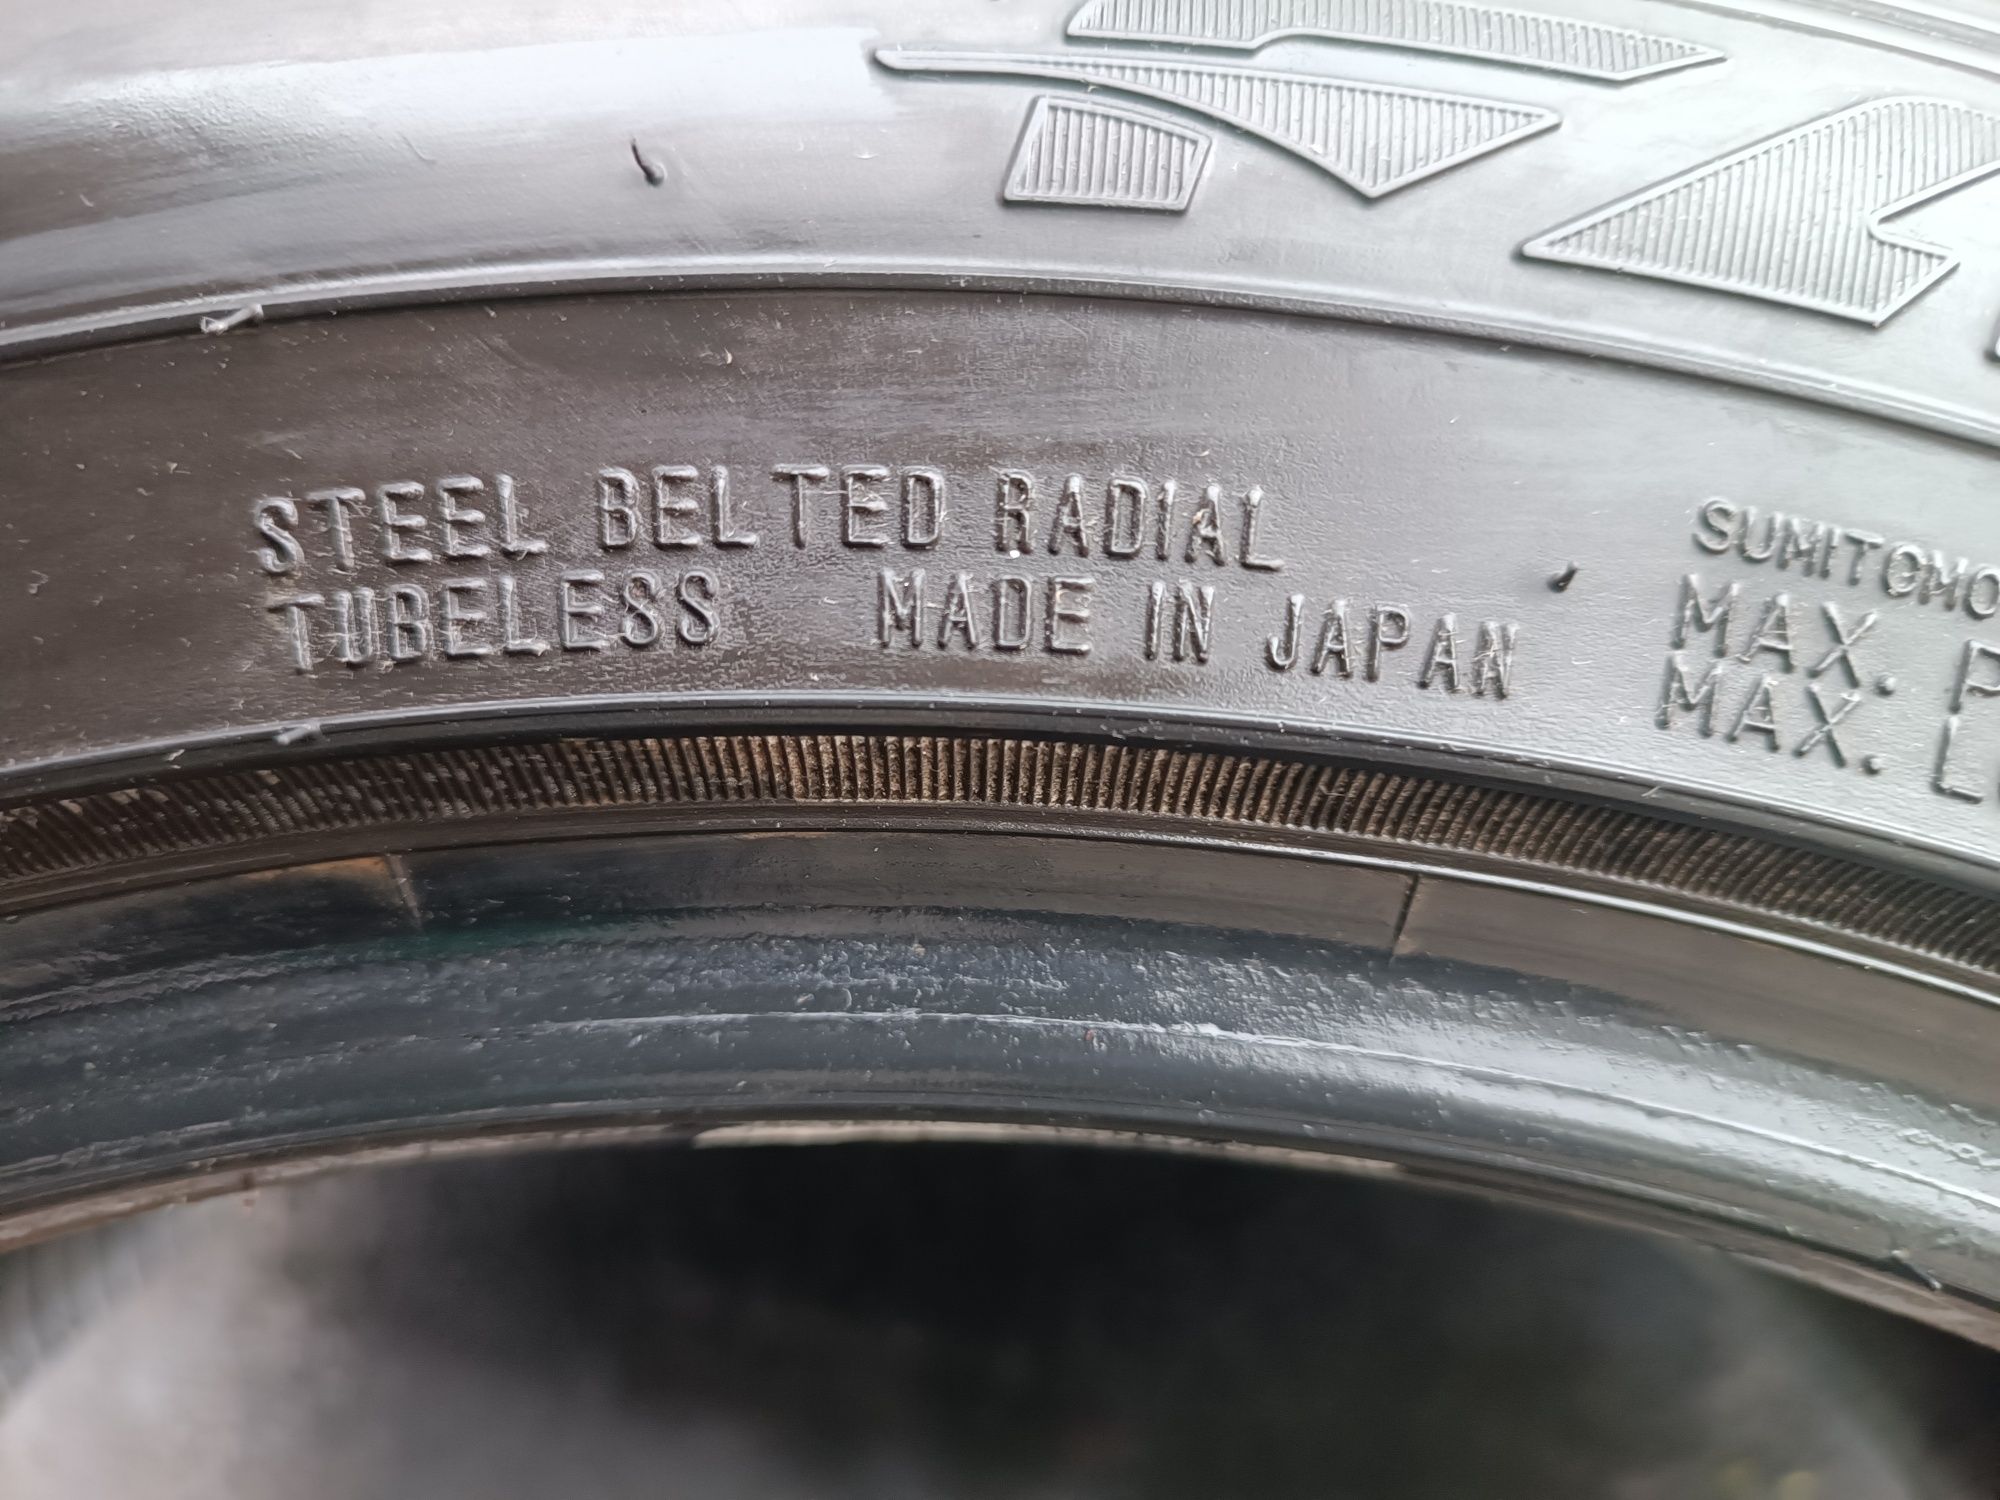 STEEL BELTED RADIAL
TUBELESS MADE IN JAPAN
SUMITOMO
MAX.
MAX.